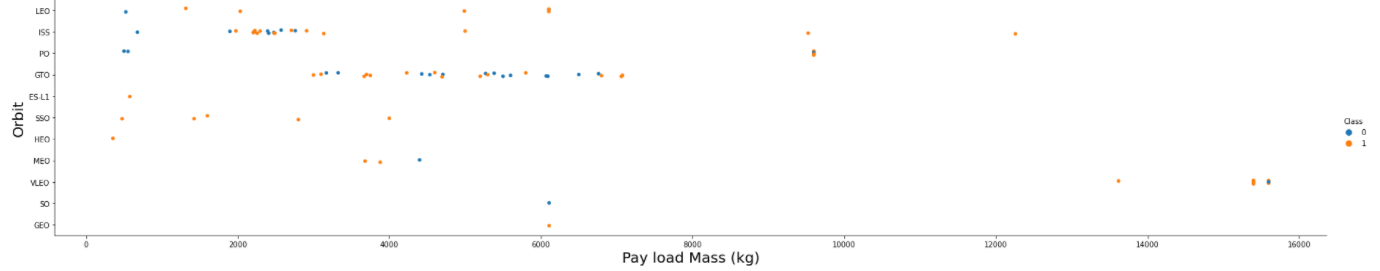 LEO
ISS
PO
GTO
ES-L1
SSO
HEO
MEO
VLEO
SO
GEO
Orbit
0 2000 4000 6000 8000 10000 12000 14000 16000
Pay load Mass (kg)
Class
0
1